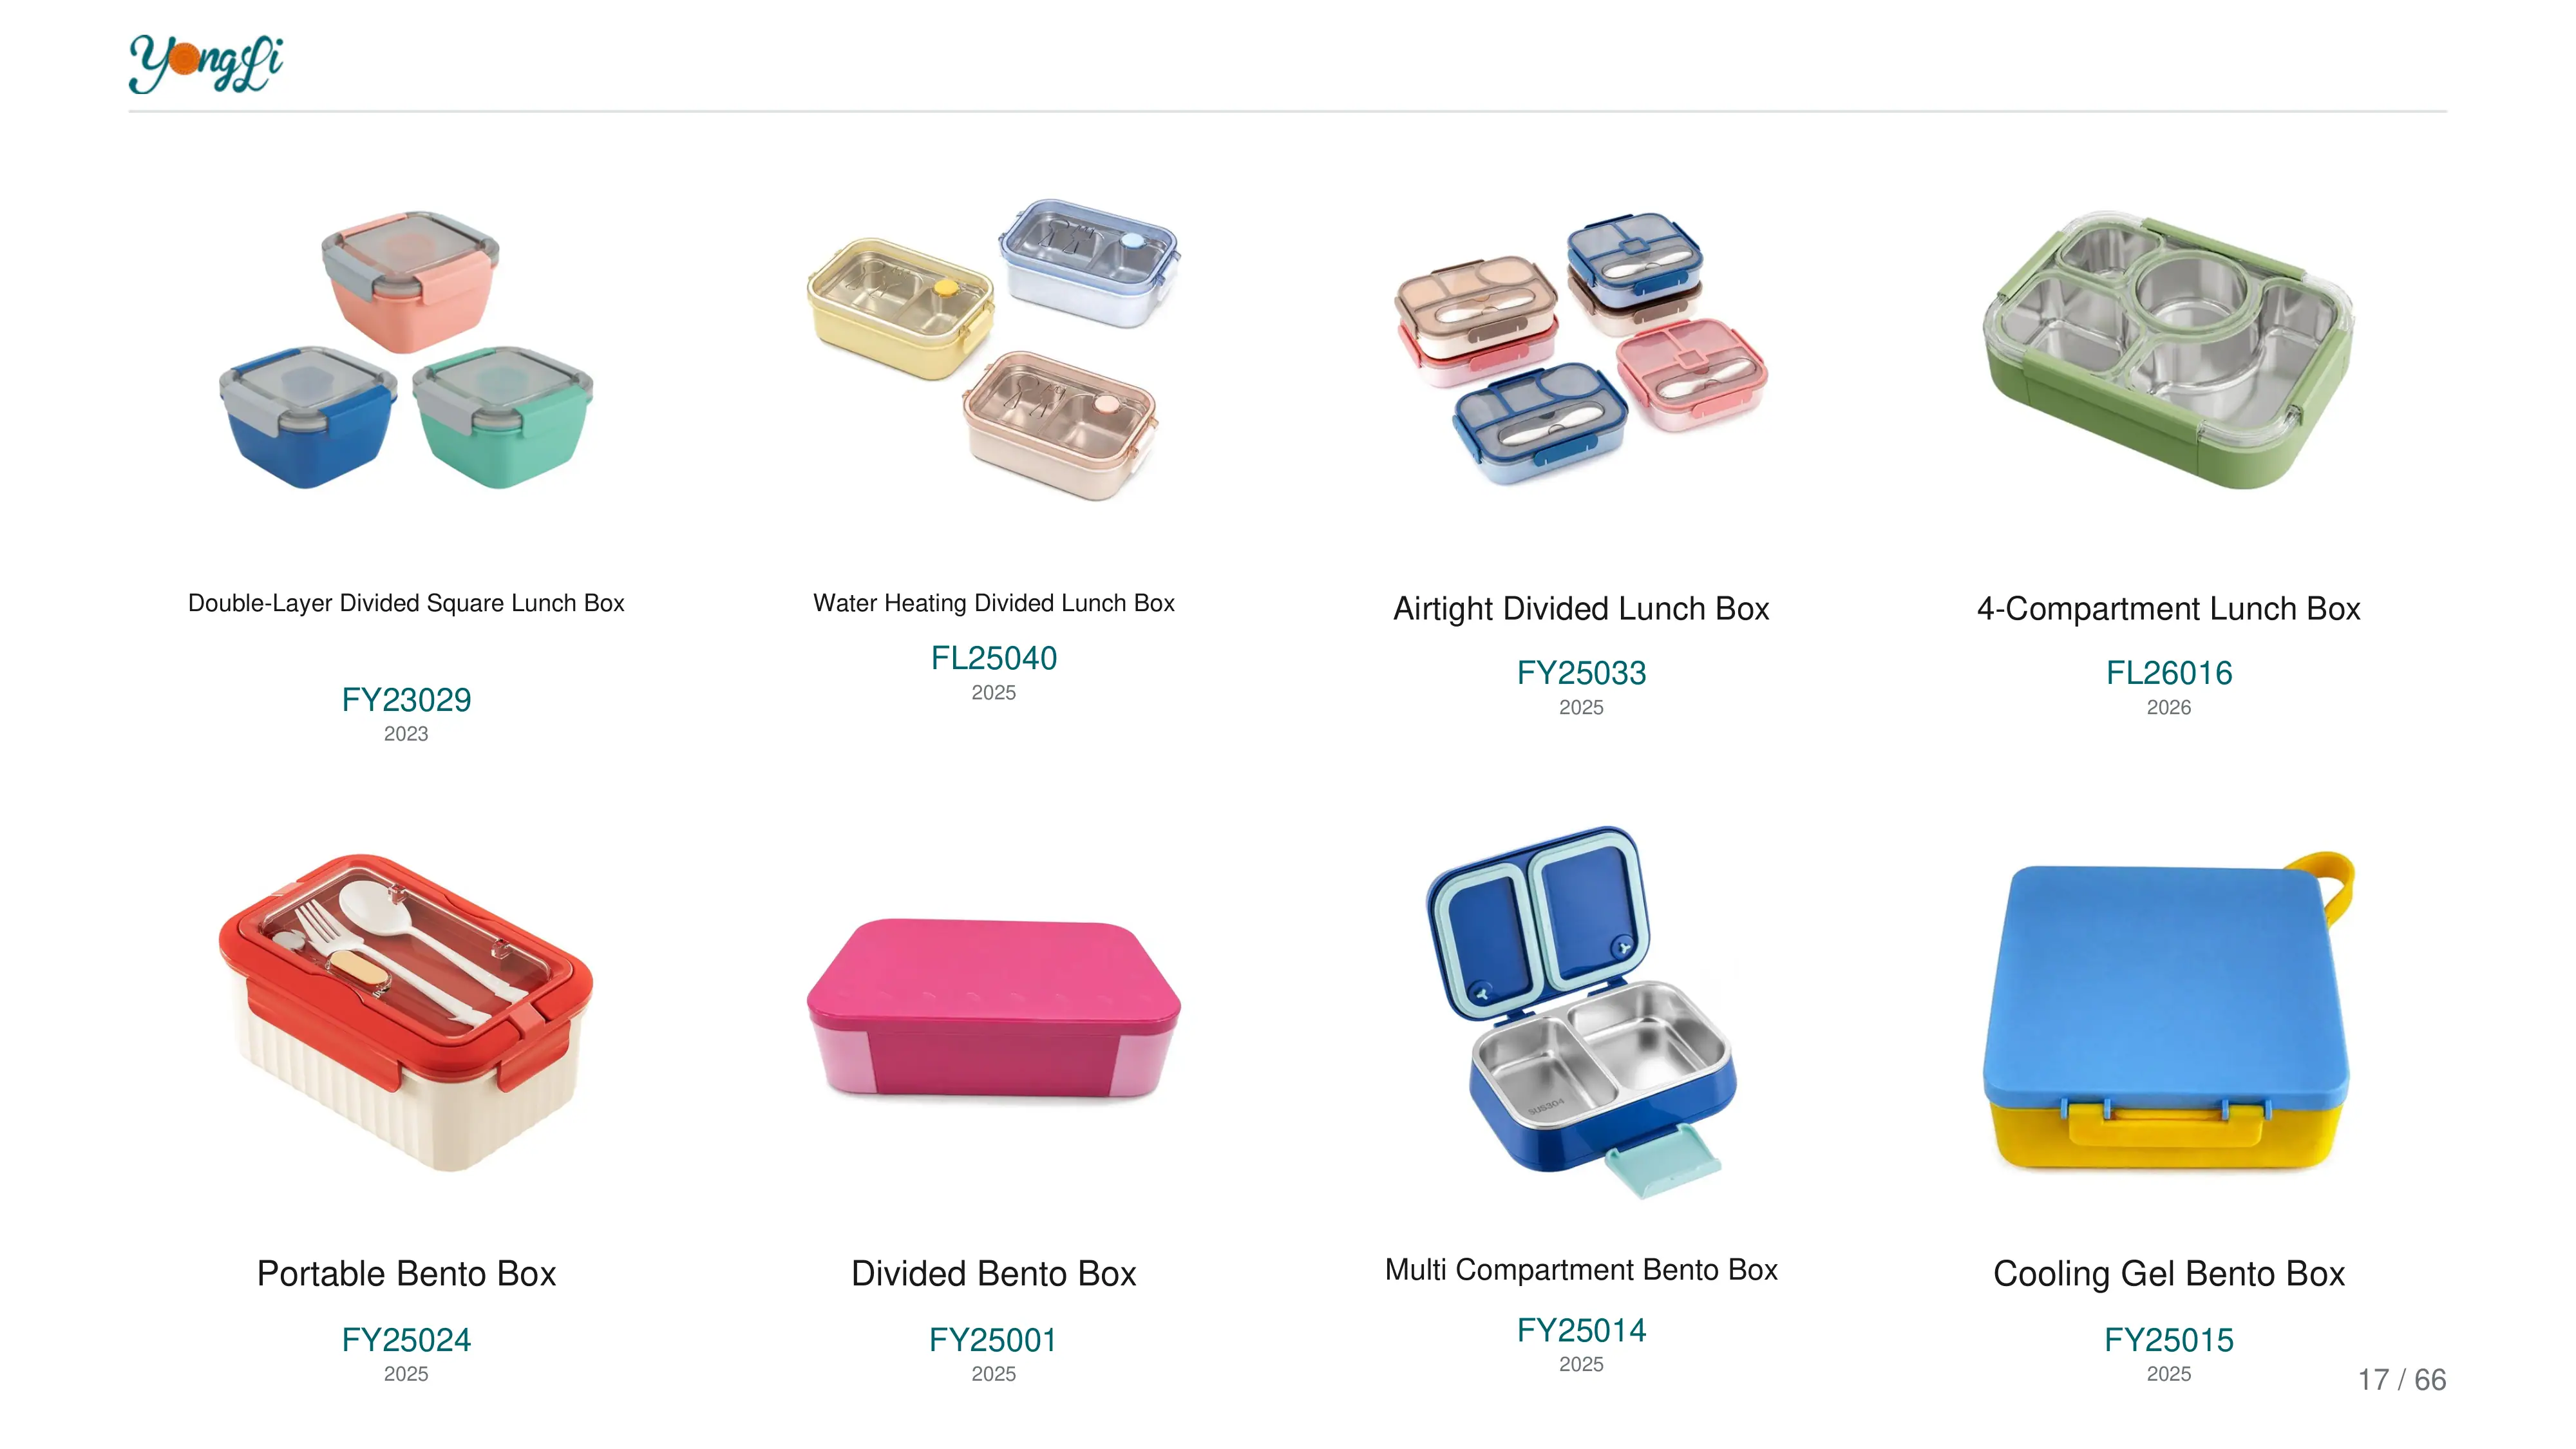 YongLi
Double-Layer Divided Square Lunch Box
FY23029
2023
Water Heating Divided Lunch Box
FL25040
2025
Airtight Divided Lunch Box
FY25033
2025
4-Compartment Lunch Box
FL26016
2026
SUS304
Portable Bento Box
FY25024
2025
Divided Bento Box
FY25001
2025
Multi Compartment Bento Box
FY25014
2025
Cooling Gel Bento Box
FY25015
2025
17 / 66